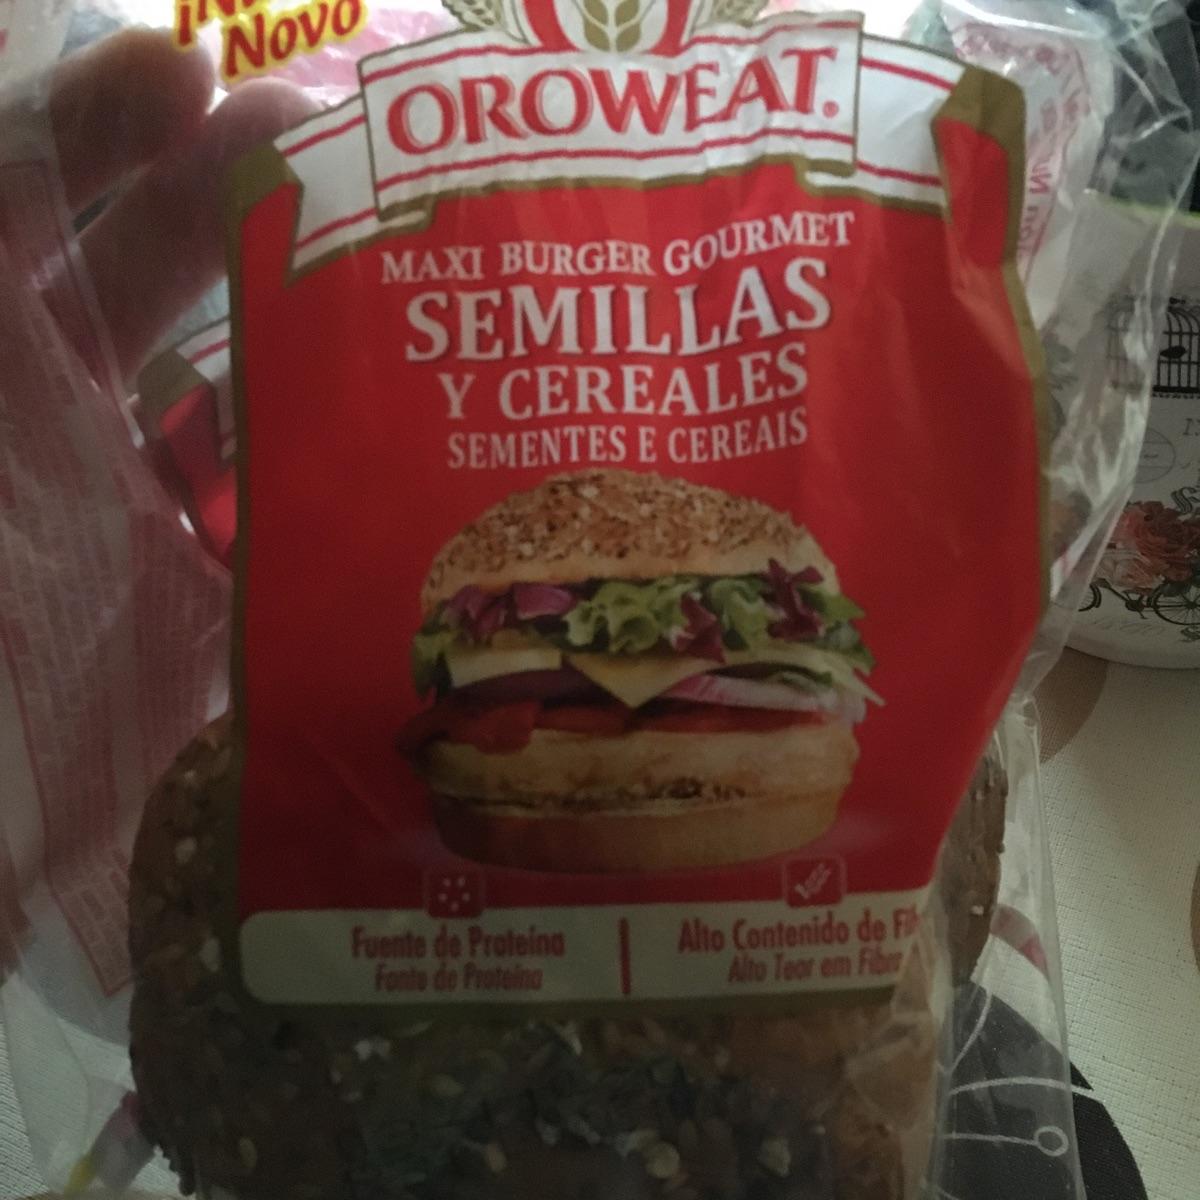 Novo
OROWEAT.
MAXI BURGER GOURMET
SEMILLAS
Y CEREALES
SEMENTES E CEREAIS
Fuente de Proteína
Fonte de Proteína
Alto Contenido de
Alto Teor em Fibra